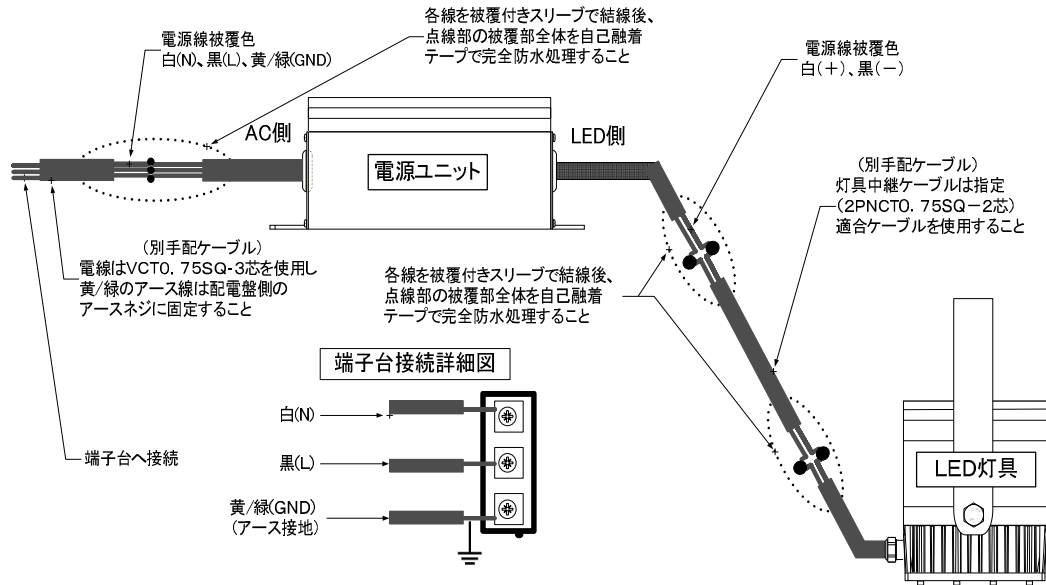 各線を被覆付きスリーブで結線後、
点線部の被覆部全体を自己融着
テープで完全防水処理すること
電源線被覆色
白(N)、黒(L)、黄/緑(GND)
電源線被覆色
白(+)、黒(-)
AC側
LED側
電源ユニット
(別手配ケーブル)
灯具中継ケーブルは指定
(2PNCT0.75SQ-2芯)
適合ケーブルを使用すること
(別手配ケーブル)
電線はVCT0.75SQ-3芯を使用し
黄/緑のアース線は配電盤側の
アースネジに固定すること
各線を被覆付きスリーブで結線後、
点線部の被覆部全体を自己融着
テープで完全防水処理すること
端子台接続詳細図
白(N)
端子台へ接続
黒(L)
黄/緑(GND)
(アース接地)
LED灯具